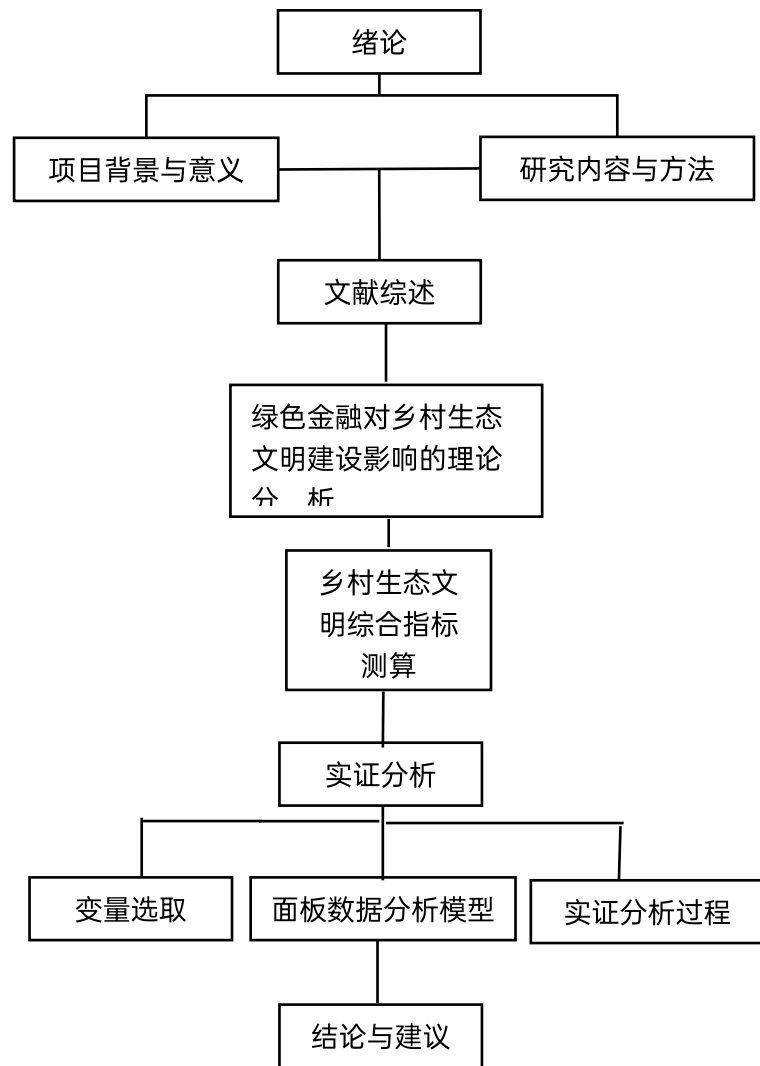 绪论
项目背景与意义
研究内容与方法
文献综述
绿色金融对乡村生态
文明建设影响的理论
分 析
乡村生态文
明综合指标
测算
实证分析
变量选取
面板数据分析模型
实证分析过程
结论与建议